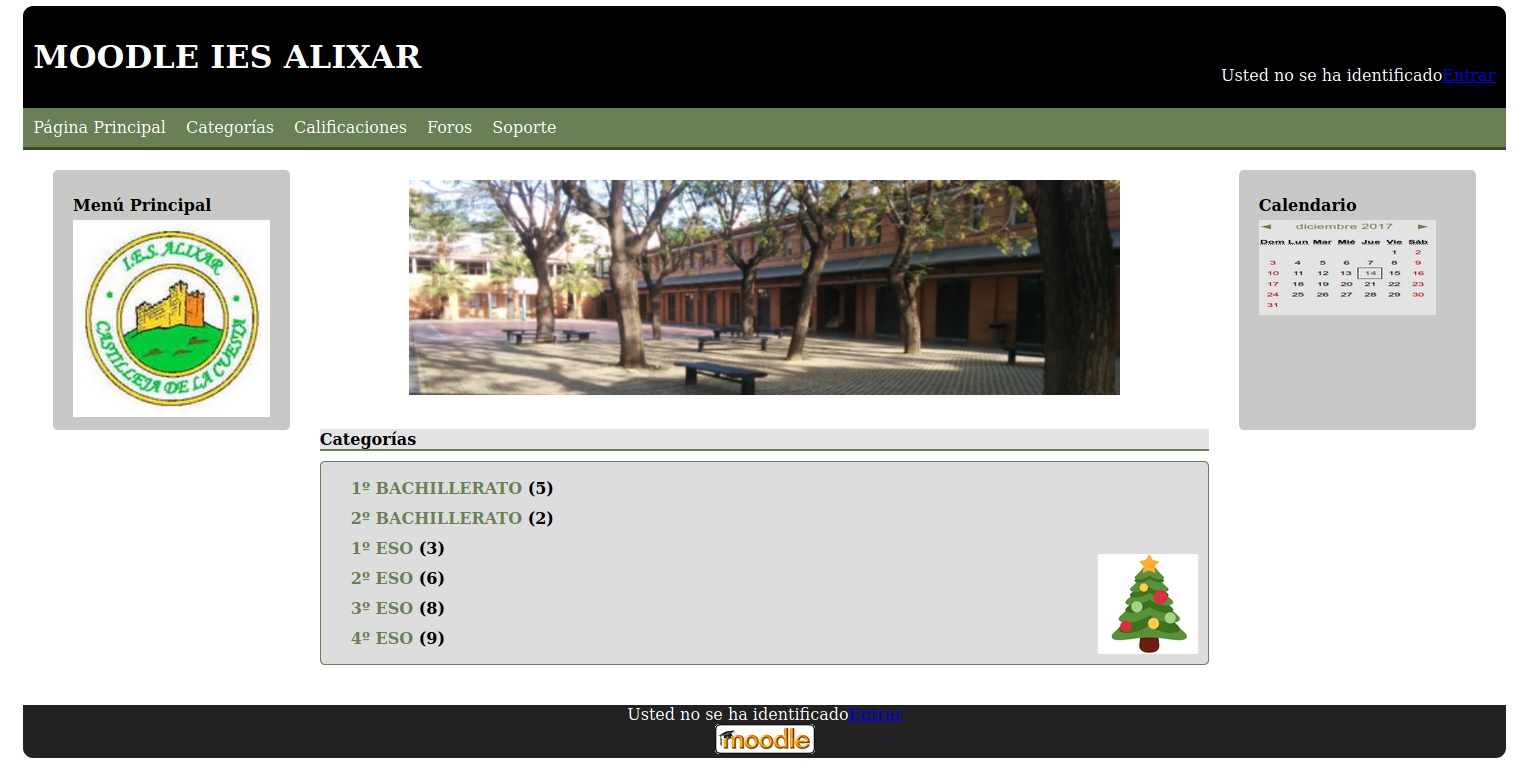 MOODLE IES ALIXAR
Usted no se ha identificadoEntrar
Página Principal Categorías Calificaciones Foros Soporte
Menú Principal
I.E.S. ALIXAR
CASTILLEJA DE LA CUESTA
Calendario
◄ diciembre 2017 ►
Dom Lun Mar Mié Jue Vie Sáb
1 2
3 4 5 6 7 8 9
10 11 12 13 14 15 16
17 18 19 20 21 22 23
24 25 26 27 28 29 30
31
Categorías
1º BACHILLERATO (5)
2º BACHILLERATO (2)
1º ESO (3)
2º ESO (6)
3º ESO (8)
4º ESO (9)
Usted no se ha identificadoEntrar
moodle